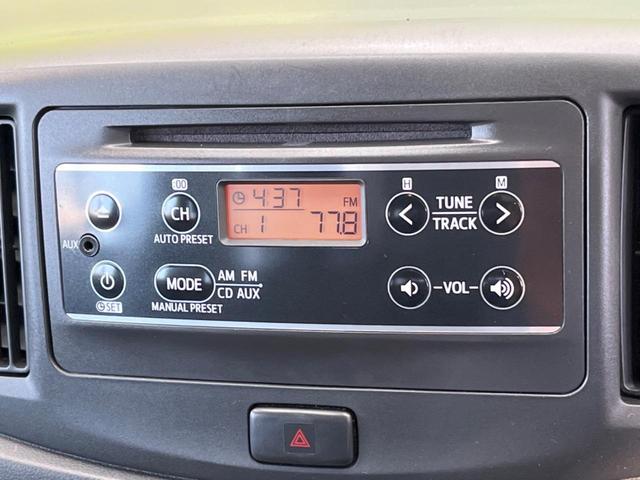 :00
H
M
4:37
FM
CH
1
77.8
CH
AUTO PRESET
TUNE
TRACK
AUX
MODE
AM FM
CD AUX
MANUAL PRESET
SET
-VOL-